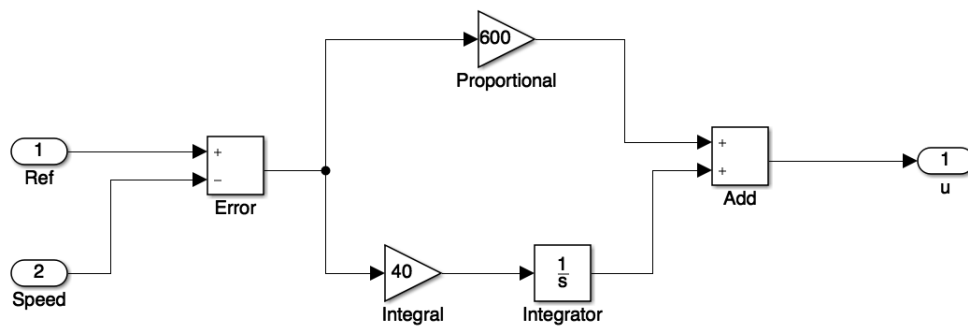 600
Proportional
1
Ref
+
−
Error
2
Speed
40
Integral
1
s
Integrator
+
+
Add
1
u